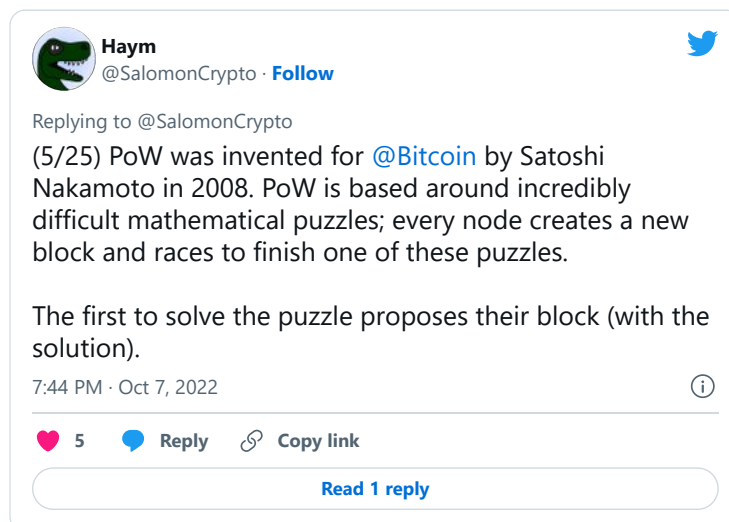 Haym
@SalomonCrypto · Follow
Replying to @SalomonCrypto
(5/25) PoW was invented for @Bitcoin by Satoshi
Nakamoto in 2008. PoW is based around incredibly
difficult mathematical puzzles; every node creates a new
block and races to finish one of these puzzles.
The first to solve the puzzle proposes their block (with the
solution).
7:44 PM · Oct 7, 2022
5 Reply Copy link
Read 1 reply